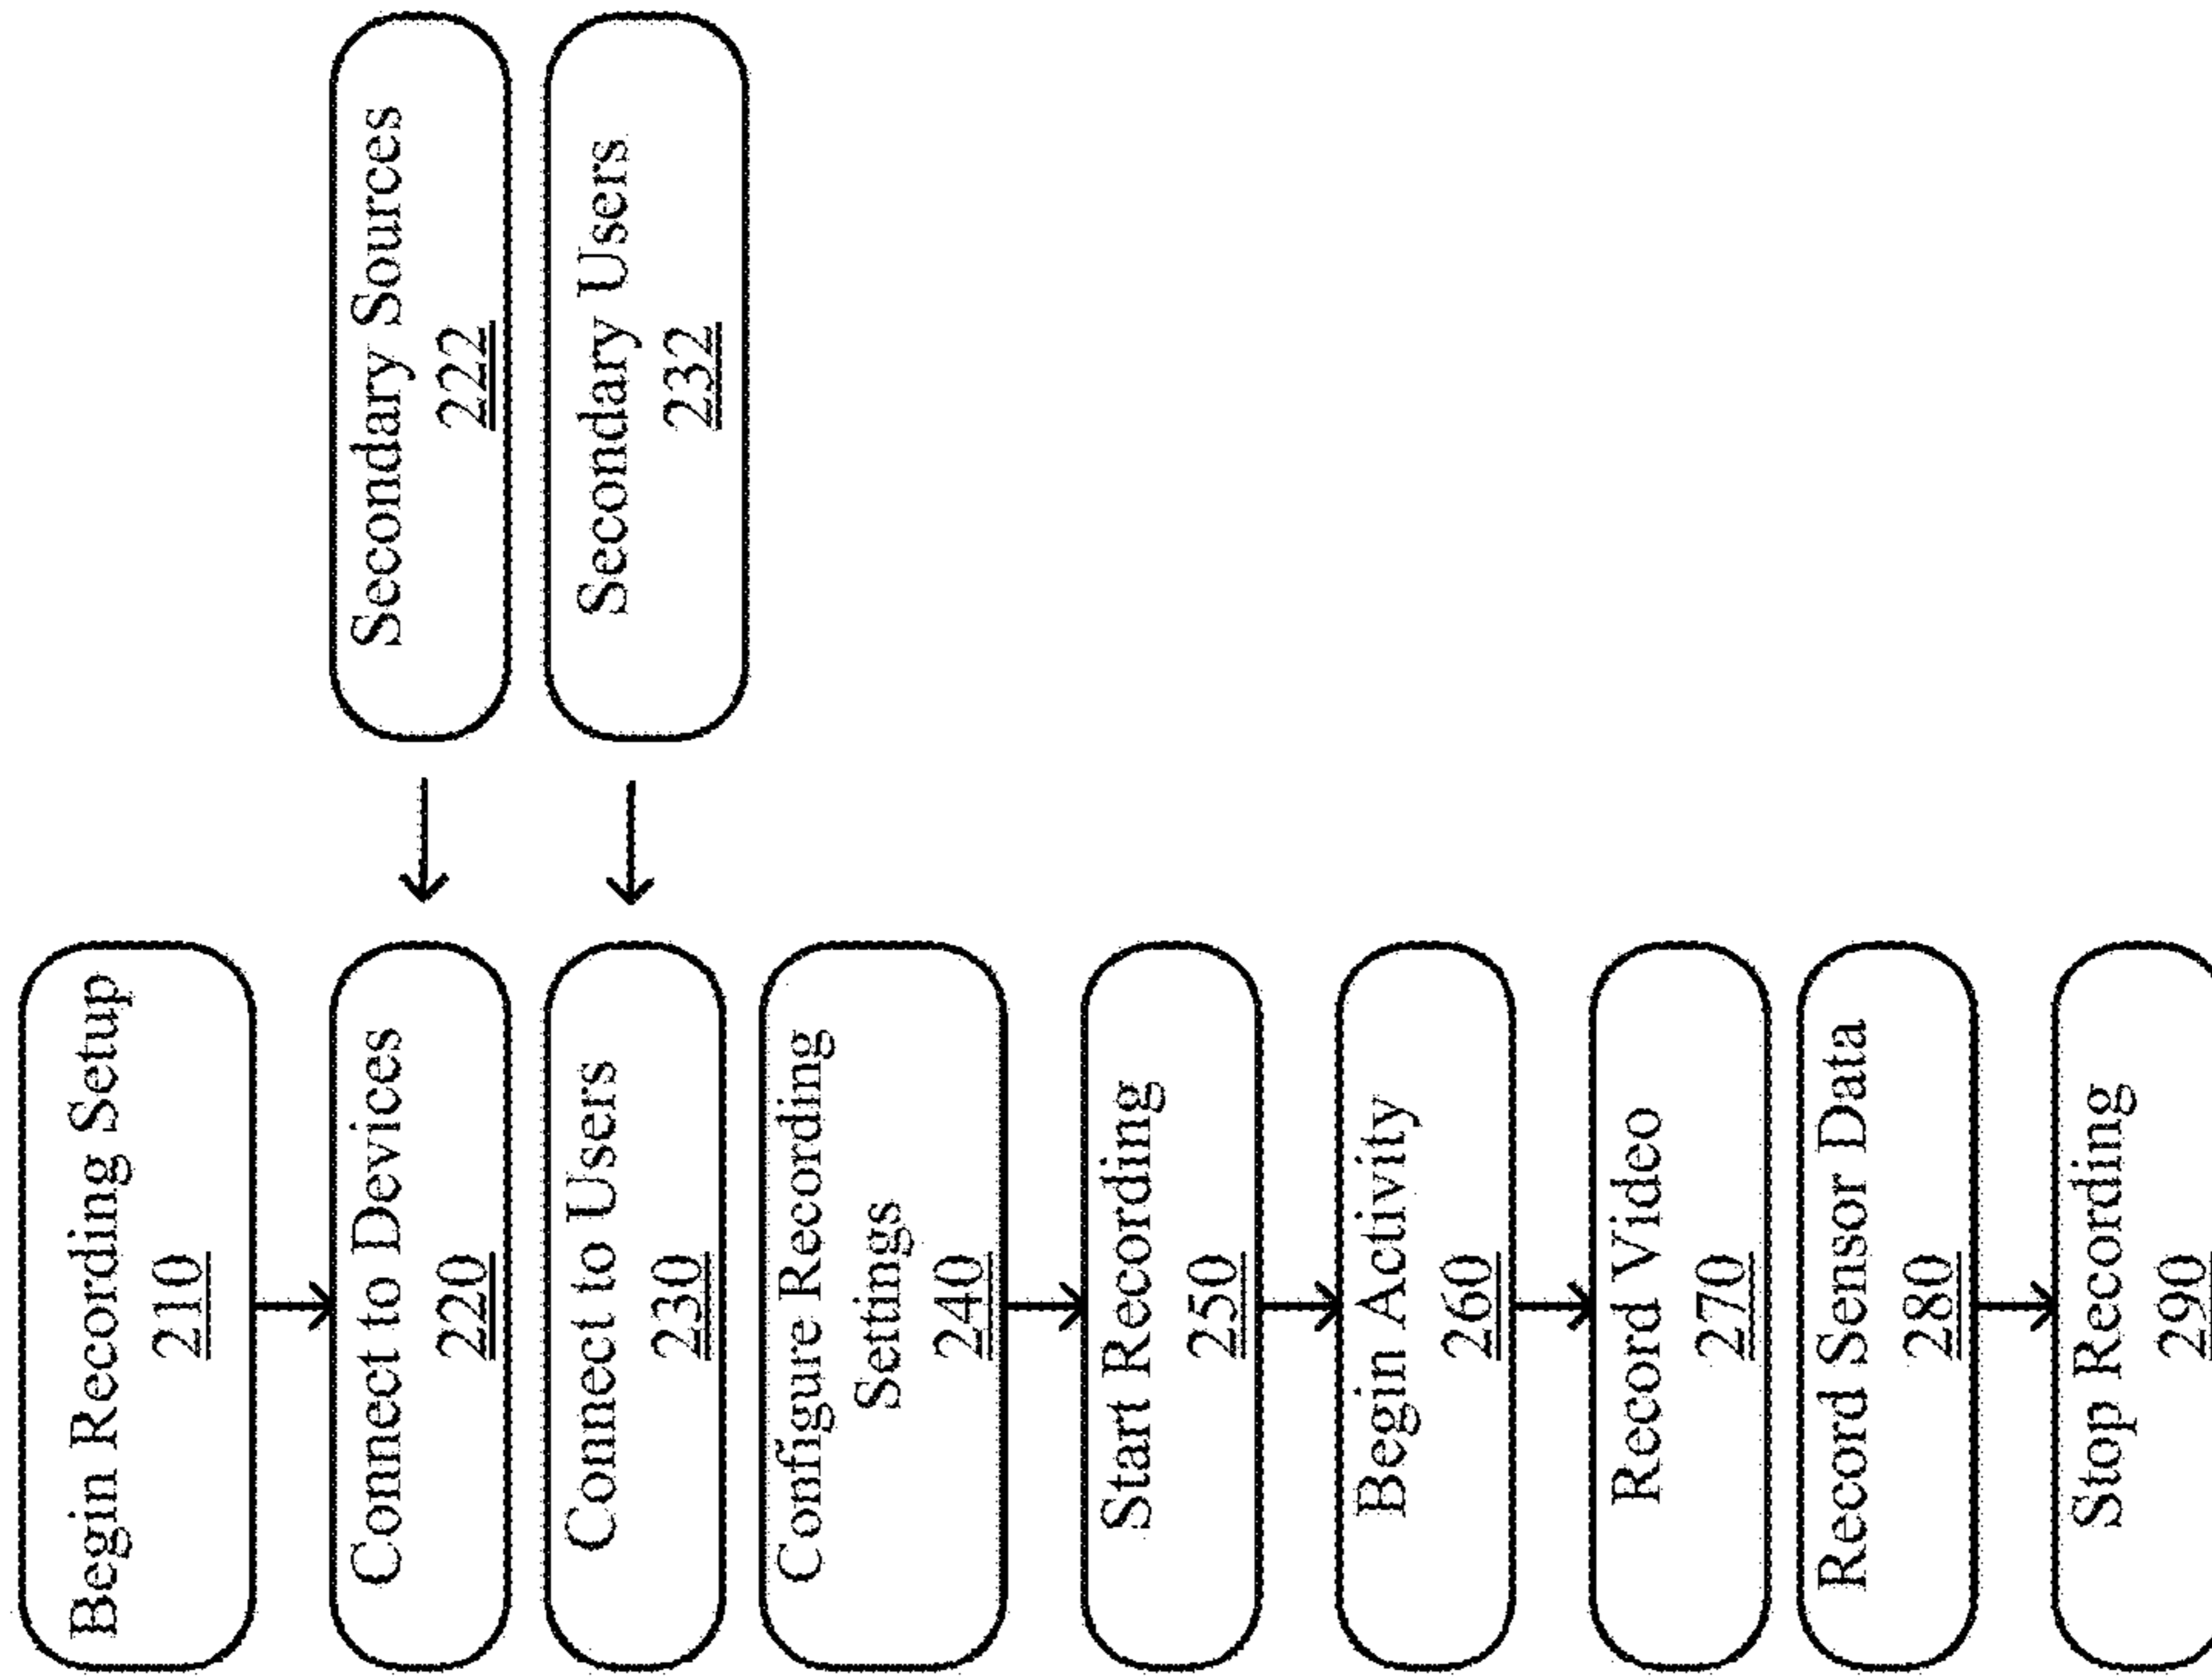 Begin Recording Setup
210
Connect to Devices
220
Secondary Sources
222
Connect to Users
230
Secondary Users
232
Configure Recording
Settings
240
Start Recording
250
Begin Activity
260
Record Video
270
Record Sensor Data
280
Stop Recording
290